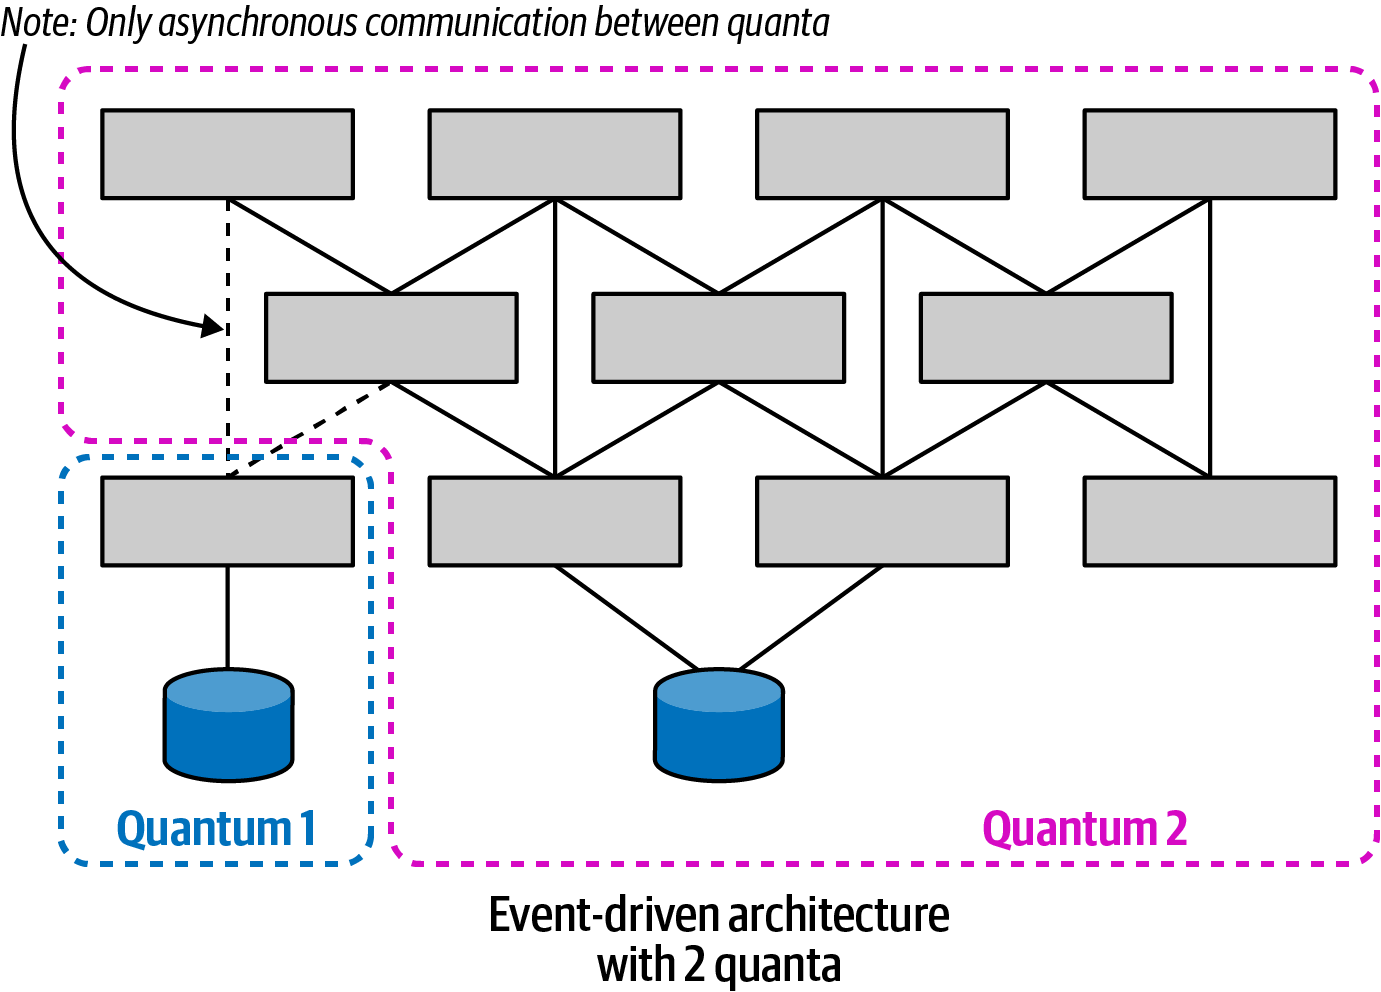 Note: Only asynchronous communication between quanta
Quantum 1
Quantum 2
Event-driven architecture
with 2 quanta